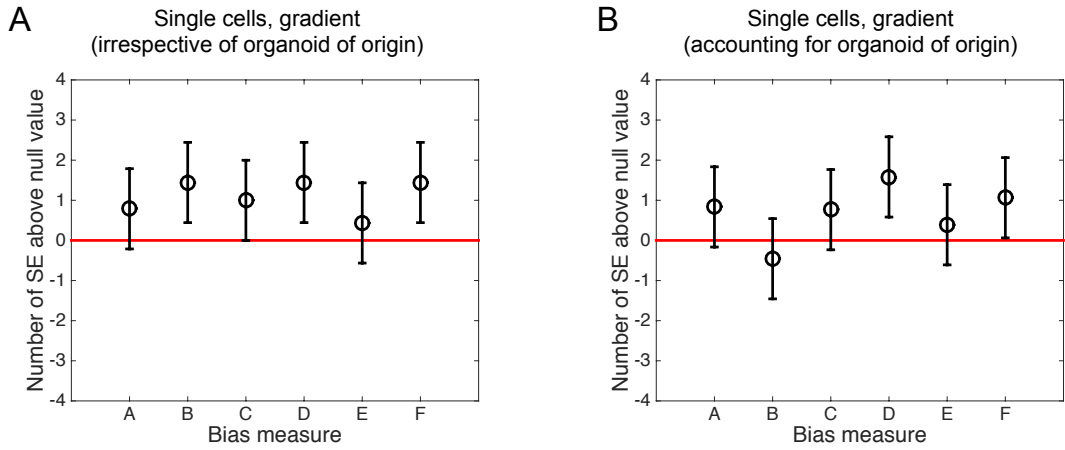 A
Single cells, gradient
(irrespective of organoid of origin)
Number of SE above null value
4
3
2
1
0
-1
-2
-3
-4
A B C D E F
Bias measure
B
Single cells, gradient
(accounting for organoid of origin)
Number of SE above null value
4
3
2
1
0
-1
-2
-3
-4
A B C D E F
Bias measure